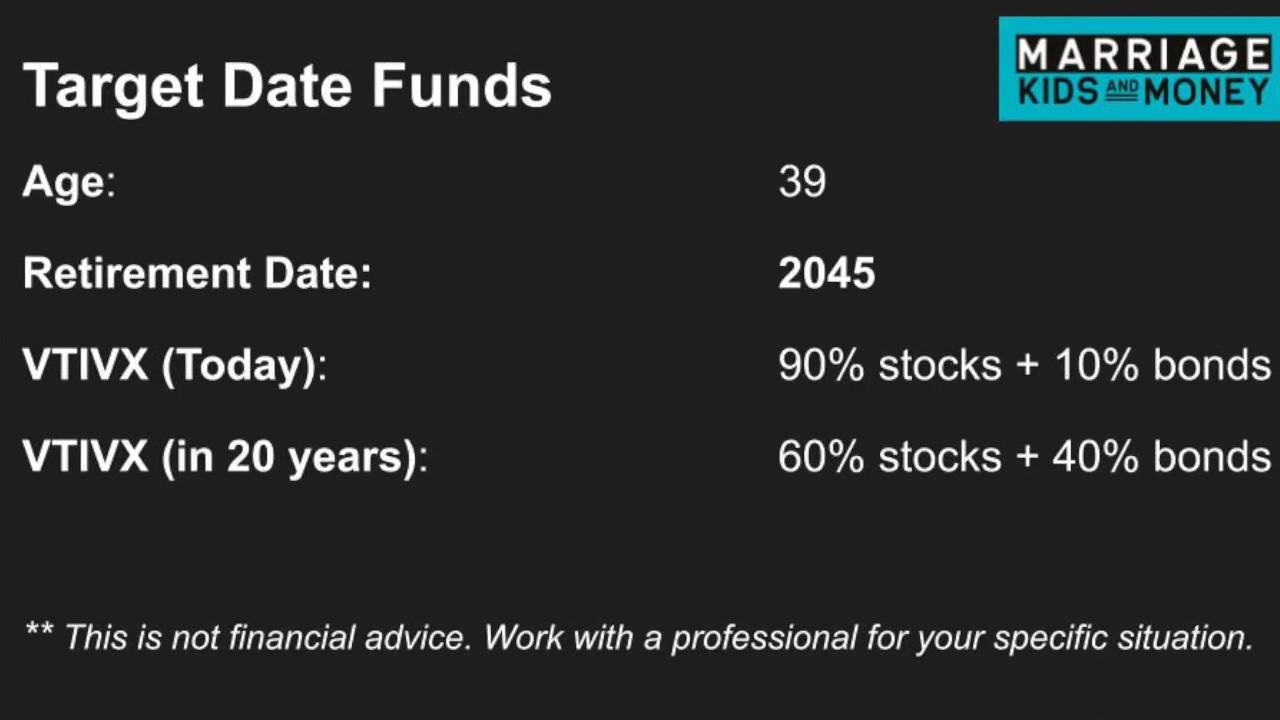 MARRIAGE
KIDS AND MONEY
Target Date Funds
Age: 39
Retirement Date: 2045
VTIVX (Today): 90% stocks + 10% bonds
VTIVX (in 20 years): 60% stocks + 40% bonds
** This is not financial advice. Work with a professional for your specific situation.